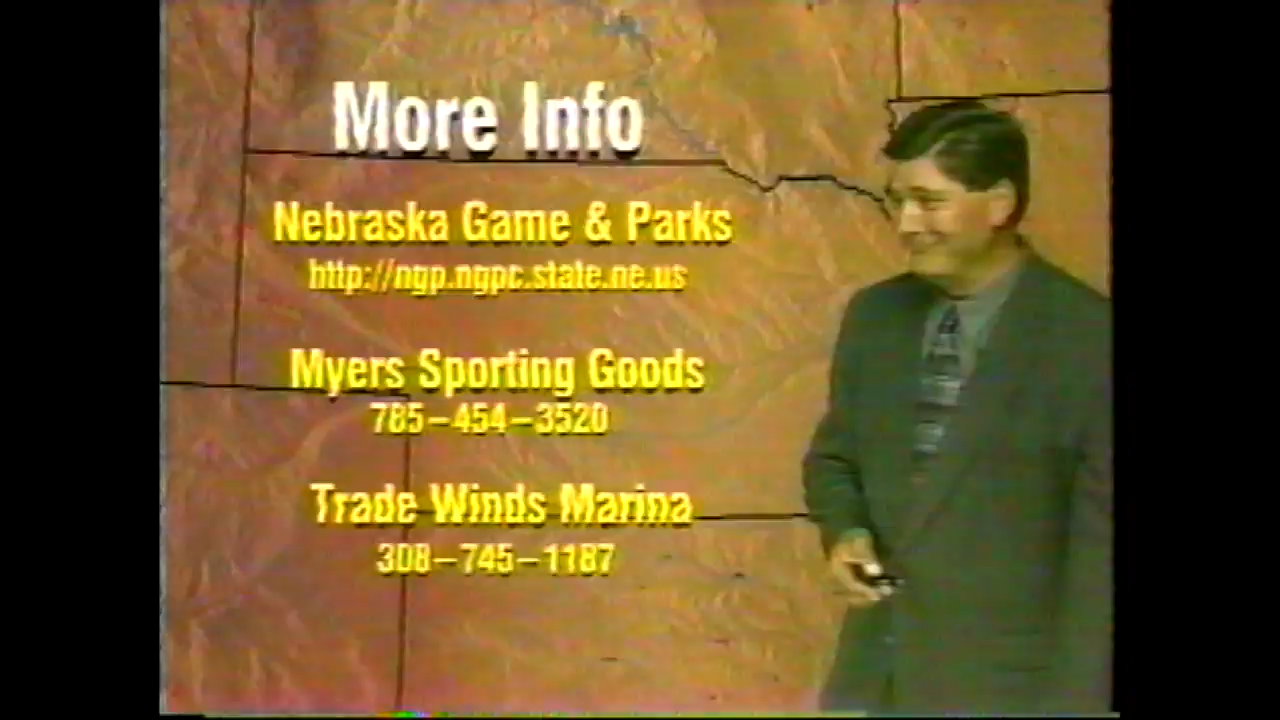 More Info
Nebraska Game & Parks
http://ngp.ngpc.state.ne.us
Myers Sporting Goods
785-454-3520
Trade Winds Marina
308-745-1187